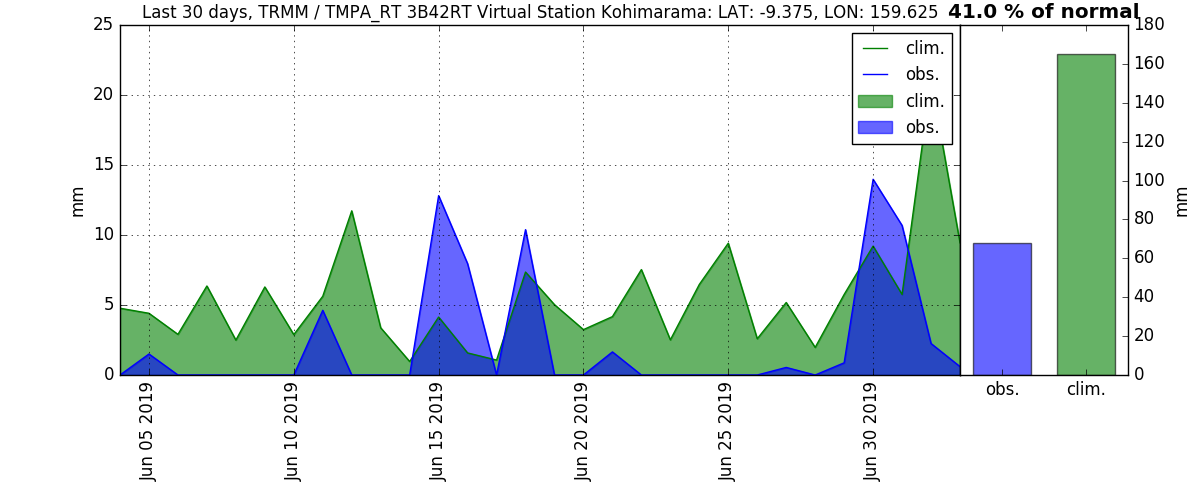 Last 30 days, TRMM / TMPA_RT 3B42RT Virtual Station Kohimarama: LAT: -9.375, LON: 159.625
41.0 % of normal
25
20
15
10
5
0
mm
clim.
obs.
clim.
obs.
Jun 05 2019
Jun 10 2019
Jun 15 2019
Jun 20 2019
Jun 25 2019
Jun 30 2019
180
160
140
120
100
80
60
40
20
0
mm
obs.
clim.